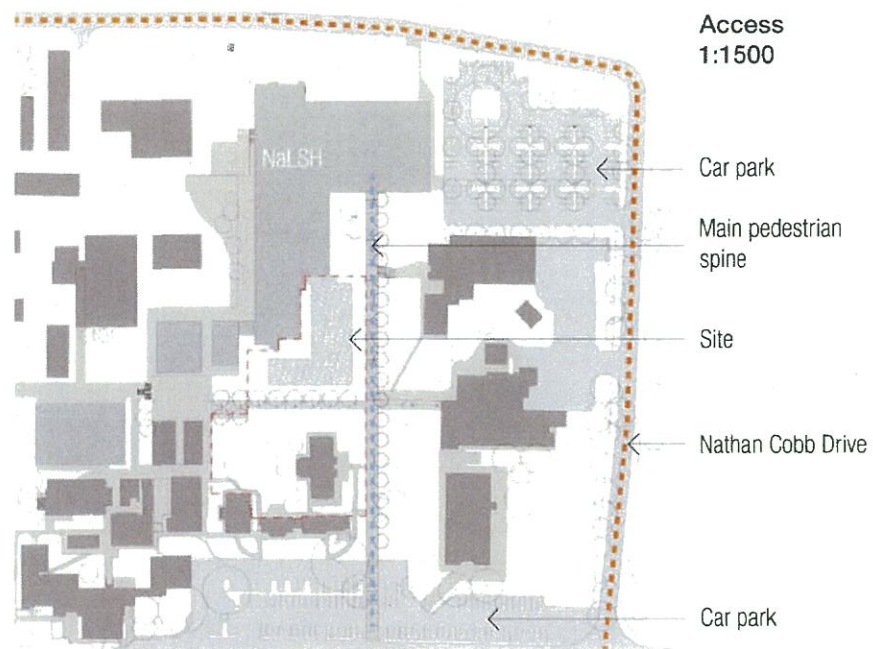 Access
1:1500
NaLSH
Car park
Main pedestrian
spine
Site
Nathan Cobb Drive
Car park